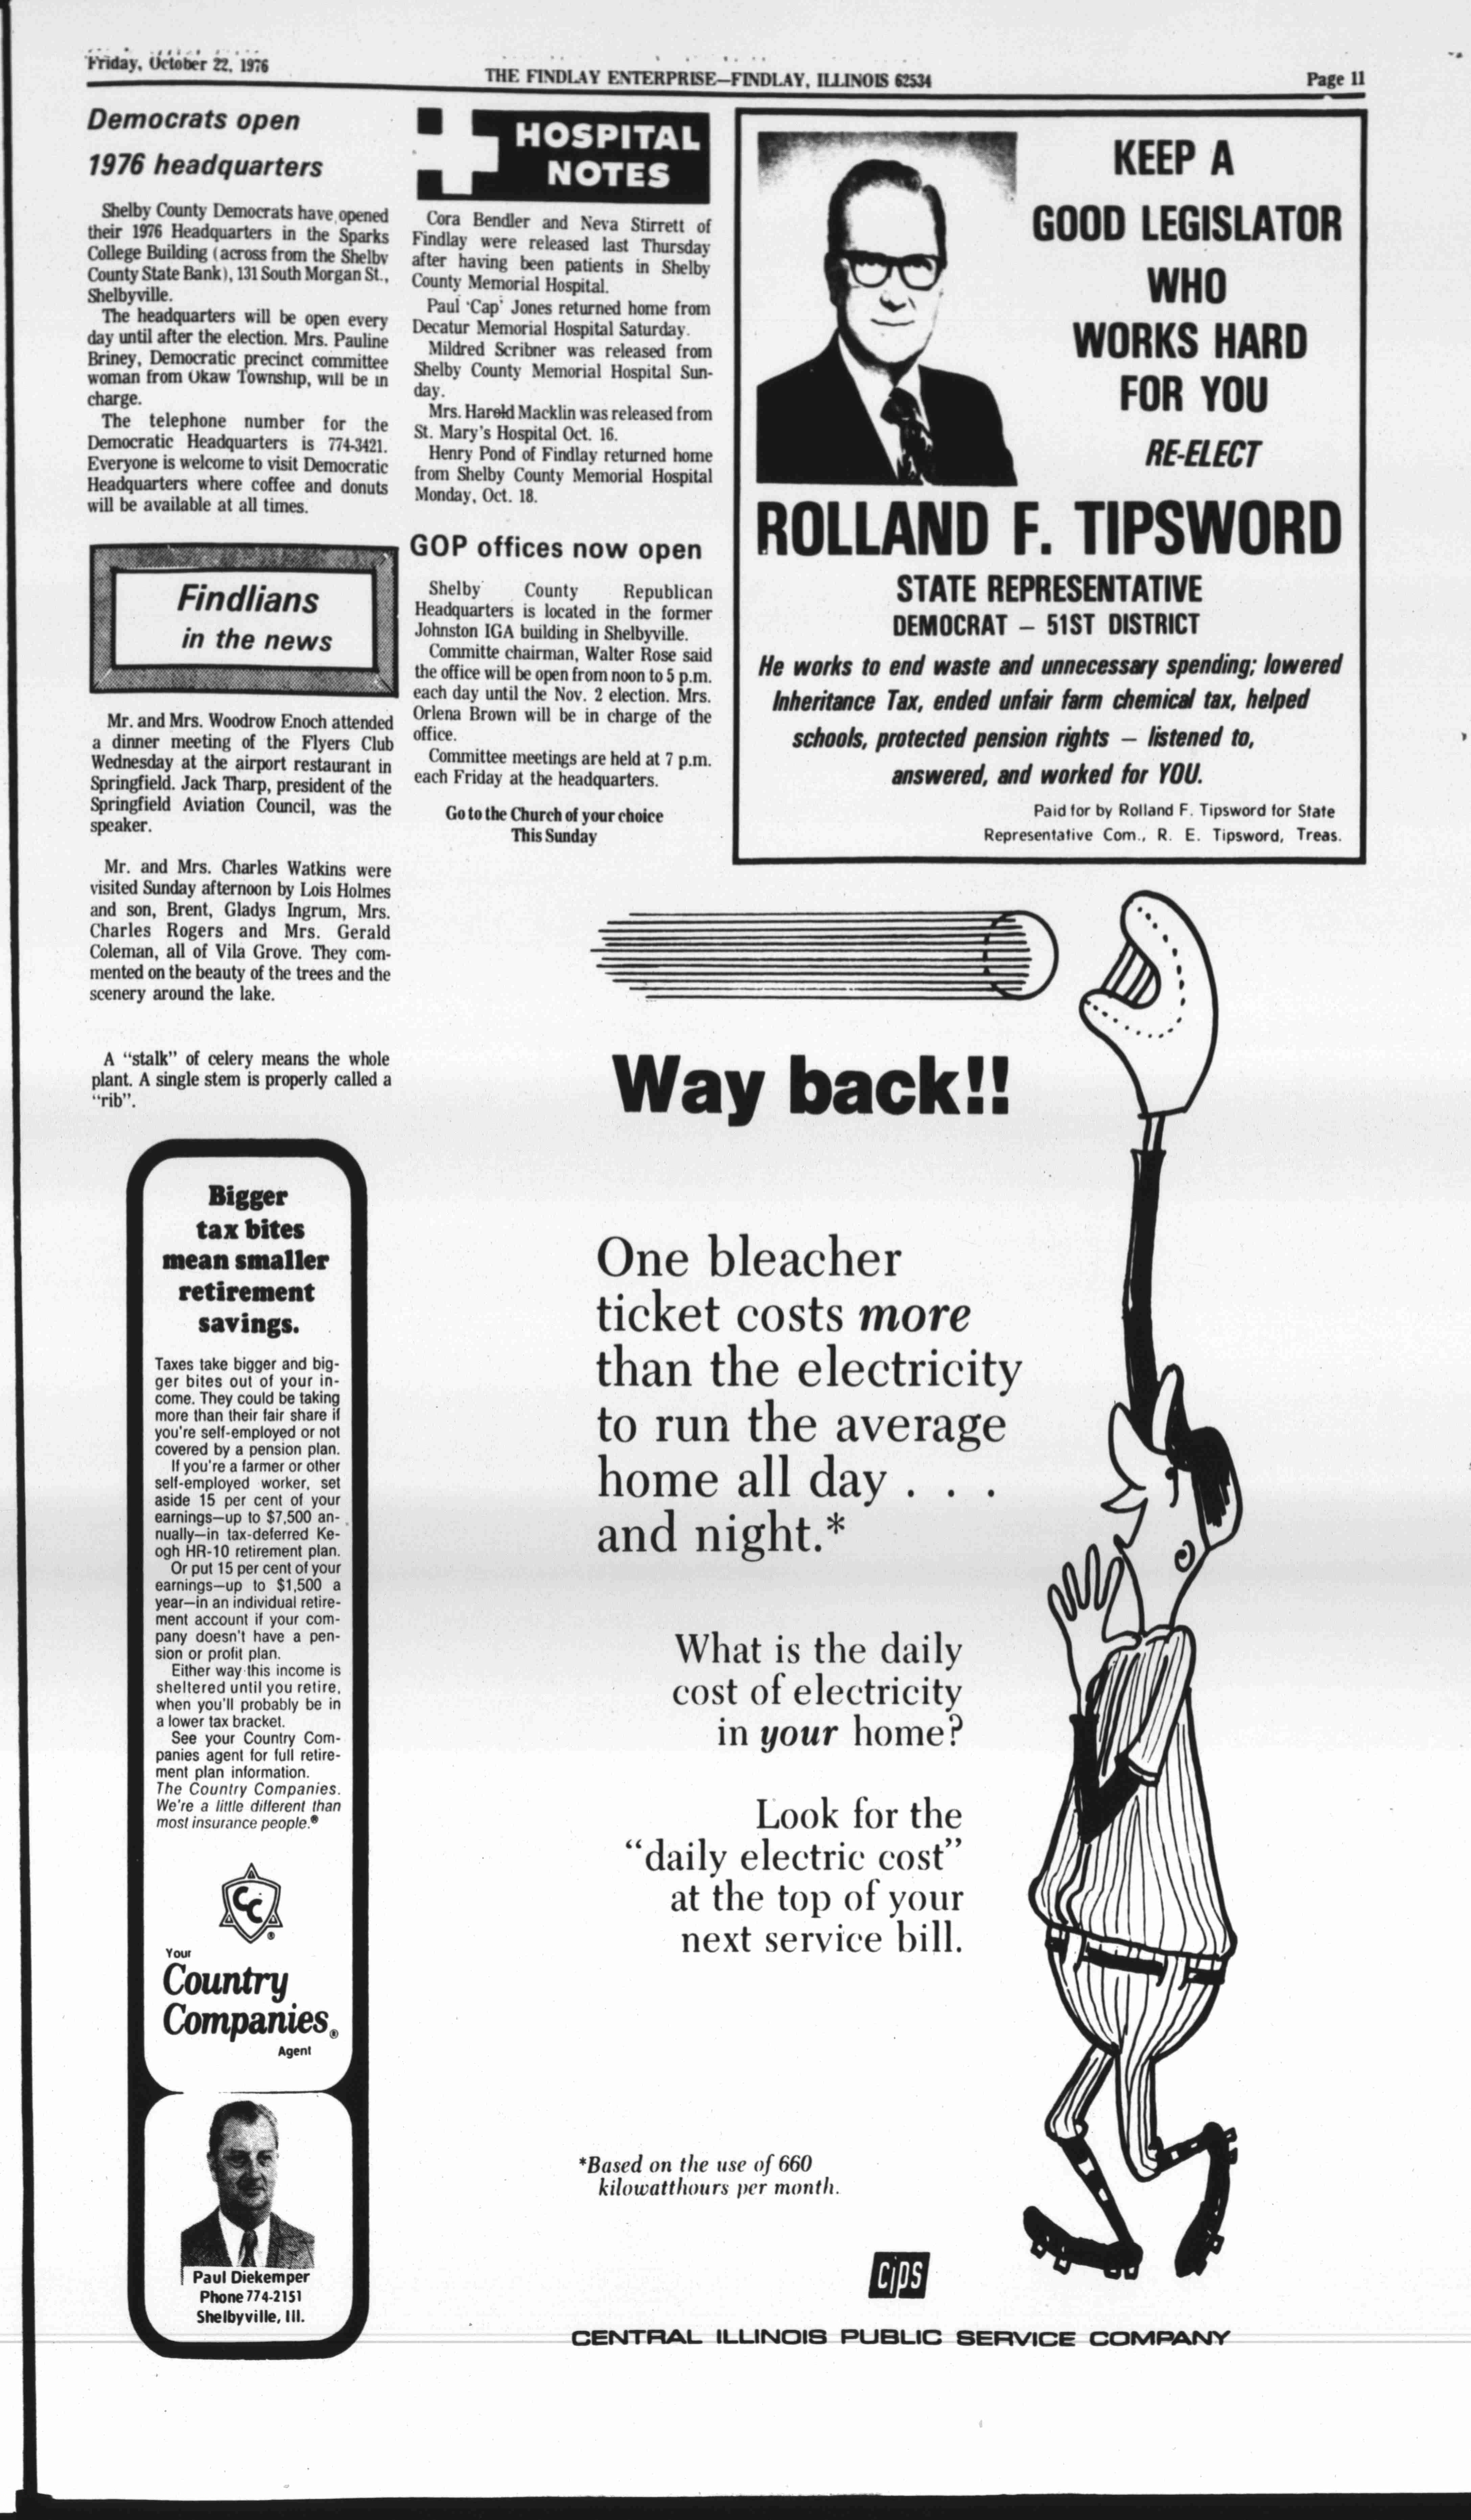 Friday, October 22, 1976
THE FINDLAY ENTERPRISE—FINDLAY, ILLINOIS 62534
Page 11
Democrats open
1976 headquarters
Shelby County Democrats have opened
their 1976 Headquarters in the Sparks
College Building (across from the Shelby
County State Bank), 131 South Morgan St.,
Shelbyville.
The headquarters will be open every
day until after the election. Mrs. Pauline
Briney, Democratic precinct committee
woman from Okaw Township, will be in
charge.
The telephone number for the
Democratic Headquarters is 774-3421.
Everyone is welcome to visit Democratic
Headquarters where coffee and donuts
will be available at all times.
Findlians
in the news
Mr. and Mrs. Woodrow Enoch attended
a dinner meeting of the Flyers Club
Wednesday at the airport restaurant in
Springfield. Jack Tharp, president of the
Springfield Aviation Council, was the
speaker.
Mr. and Mrs. Charles Watkins were
visited Sunday afternoon by Lois Holmes
and son, Brent, Gladys Ingrum, Mrs.
Charles Rogers and Mrs. Gerald
Coleman, all of Vila Grove. They com-
mented on the beauty of the trees and the
scenery around the lake.
A “stalk” of celery means the whole
plant. A single stem is properly called a
“rib”.
Bigger
tax bites
mean smaller
retirement
savings.
Taxes take bigger and big-
ger bites out of your in-
come. They could be taking
more than their fair share if
you're self-employed or not
covered by a pension plan.
If you're a farmer or other
self-employed worker, set
aside 15 per cent of your
earnings—up to $7,500 an-
nually—in tax-deferred Ke-
ogh HR-10 retirement plan.
Or put 15 per cent of your
earnings—up to $1,500 a
year—in an individual retire-
ment account if your com-
pany doesn't have a pen-
sion or profit plan.
Either way this income is
sheltered until you retire,
when you'll probably be in
a lower tax bracket.
See your Country Com-
panies agent for full retire-
ment plan information.
The Country Companies.
We're a little different than
most insurance people.®
CC ®
Your
Country
Companies®
Agent
Paul Diekemper
Phone 774-2151
Shelbyville, Ill.
HOSPITAL
NOTES
Cora Bendler and Neva Stirrett of
Findlay were released last Thursday
after having been patients in Shelby
County Memorial Hospital.
Paul ‘Cap’ Jones returned home from
Decatur Memorial Hospital Saturday.
Mildred Scribner was released from
Shelby County Memorial Hospital Sun-
day.
Mrs. Harold Macklin was released from
St. Mary's Hospital Oct. 16.
Henry Pond of Findlay returned home
from Shelby County Memorial Hospital
Monday, Oct. 18.
GOP offices now open
Shelby County Republican
Headquarters is located in the former
Johnston IGA building in Shelbyville.
Committe chairman, Walter Rose said
the office will be open from noon to 5 p.m.
each day until the Nov. 2 election. Mrs.
Orlena Brown will be in charge of the
office.
Committee meetings are held at 7 p.m.
each Friday at the headquarters.
Go to the Church of your choice
This Sunday
KEEP A
GOOD LEGISLATOR
WHO
WORKS HARD
FOR YOU
RE-ELECT
ROLLAND F. TIPSWORD
STATE REPRESENTATIVE
DEMOCRAT – 51ST DISTRICT
He works to end waste and unnecessary spending; lowered
Inheritance Tax, ended unfair farm chemical tax, helped
schools, protected pension rights – listened to,
answered, and worked for YOU.
Paid for by Rolland F. Tipsword for State
Representative Com., R. E. Tipsword, Treas.
Way back!!
One bleacher
ticket costs more
than the electricity
to run the average
home all day . . .
and night.*
What is the daily
cost of electricity
in your home?
Look for the
“daily electric cost”
at the top of your
next service bill.
*Based on the use of 660
kilowatthours per month.
CIPS
CENTRAL ILLINOIS PUBLIC SERVICE COMPANY